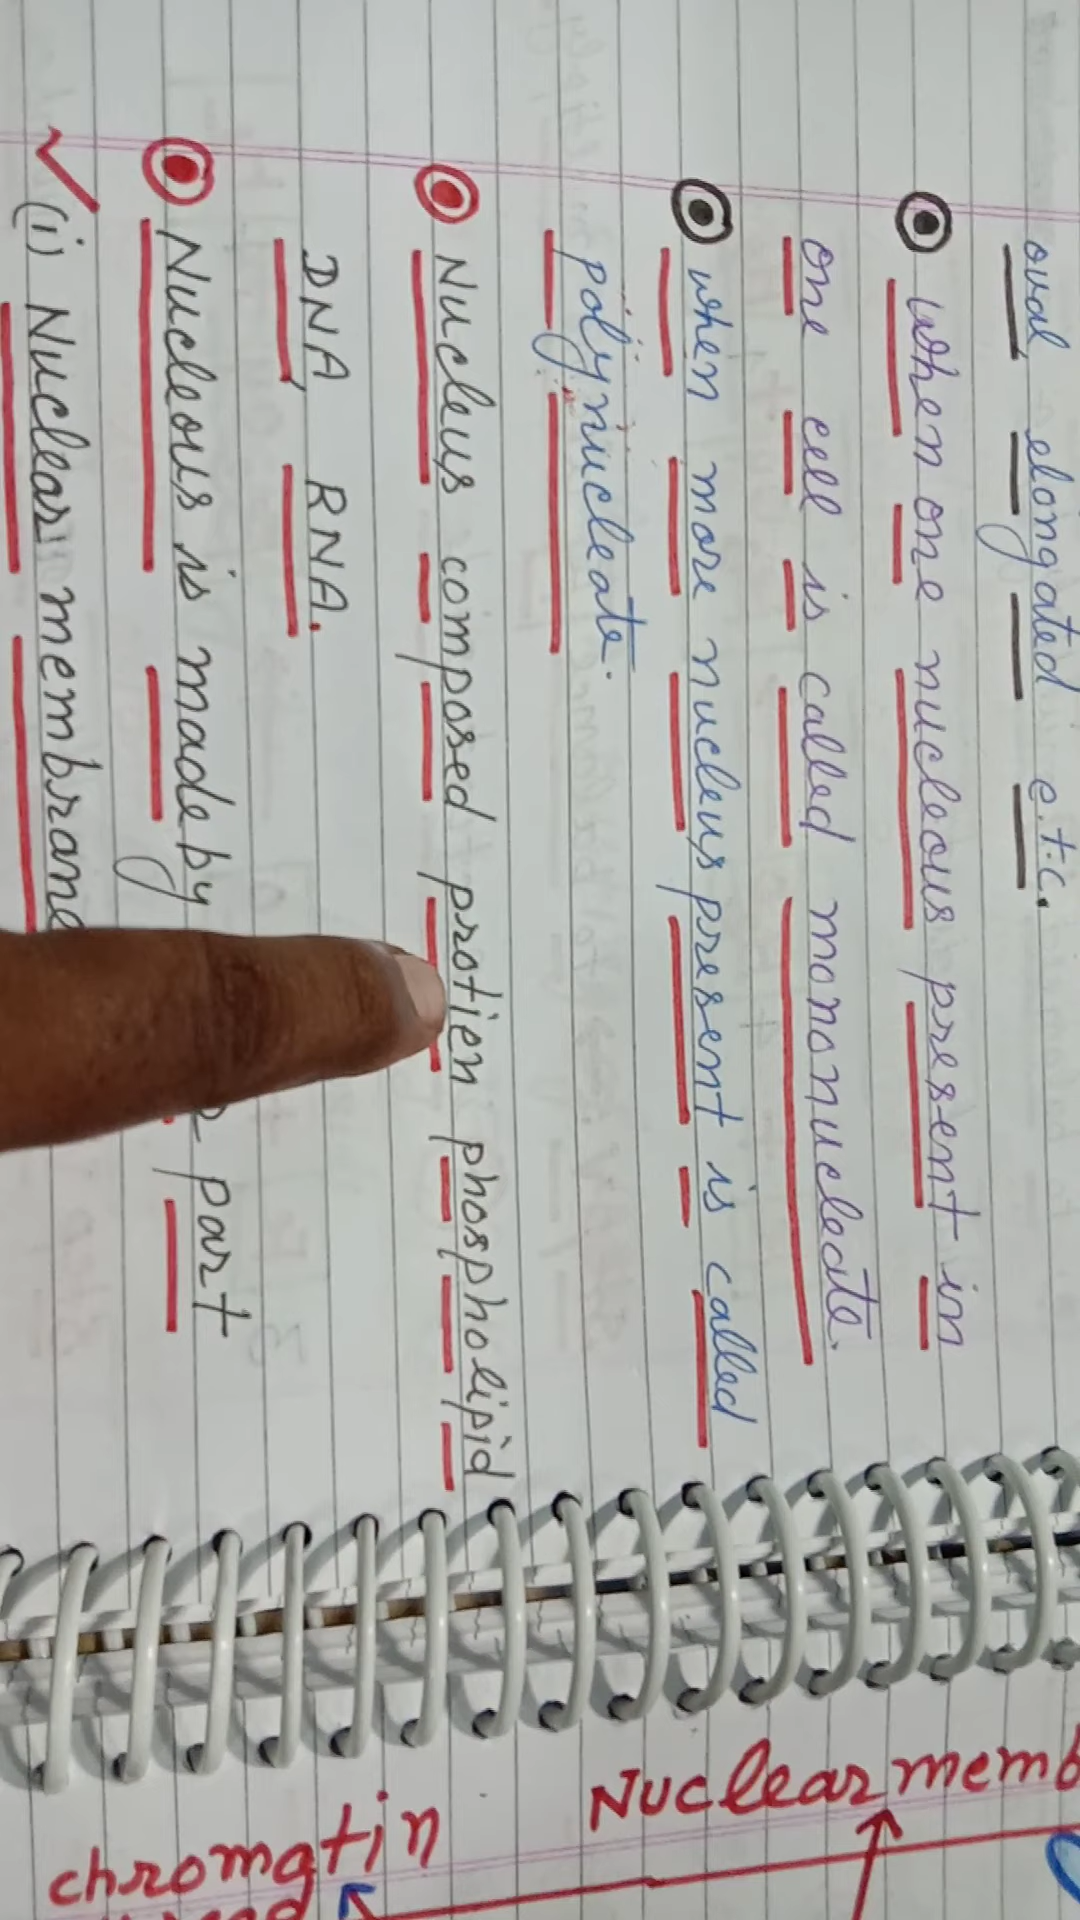 oval, elongated e.t.c.
when one nucleous present in
one cell is called mononucleate.
when more nucleus present is called
polynucleate.
Nucleus composed protien phospholipid
DNA, RNA.
Nucleous is made by part
(i) Nuclear membrane
Nuclear memb
chromatin